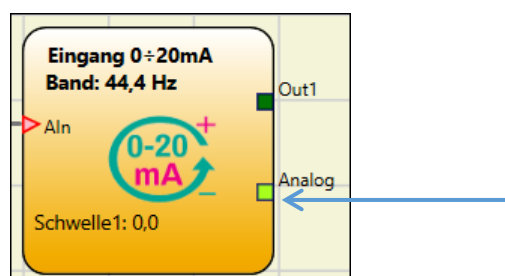 Eingang 0÷20mA
Band: 44,4 Hz
Out1
AIn
+
0-20
mA
−
Analog
Schwelle1: 0,0